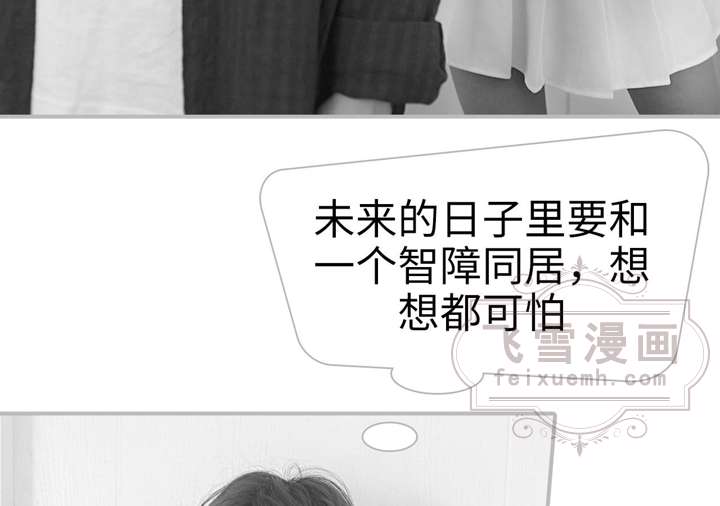 未来的日子里要和
一个智障同居，想
想都可怕
飞雪漫画
feixuemh.com